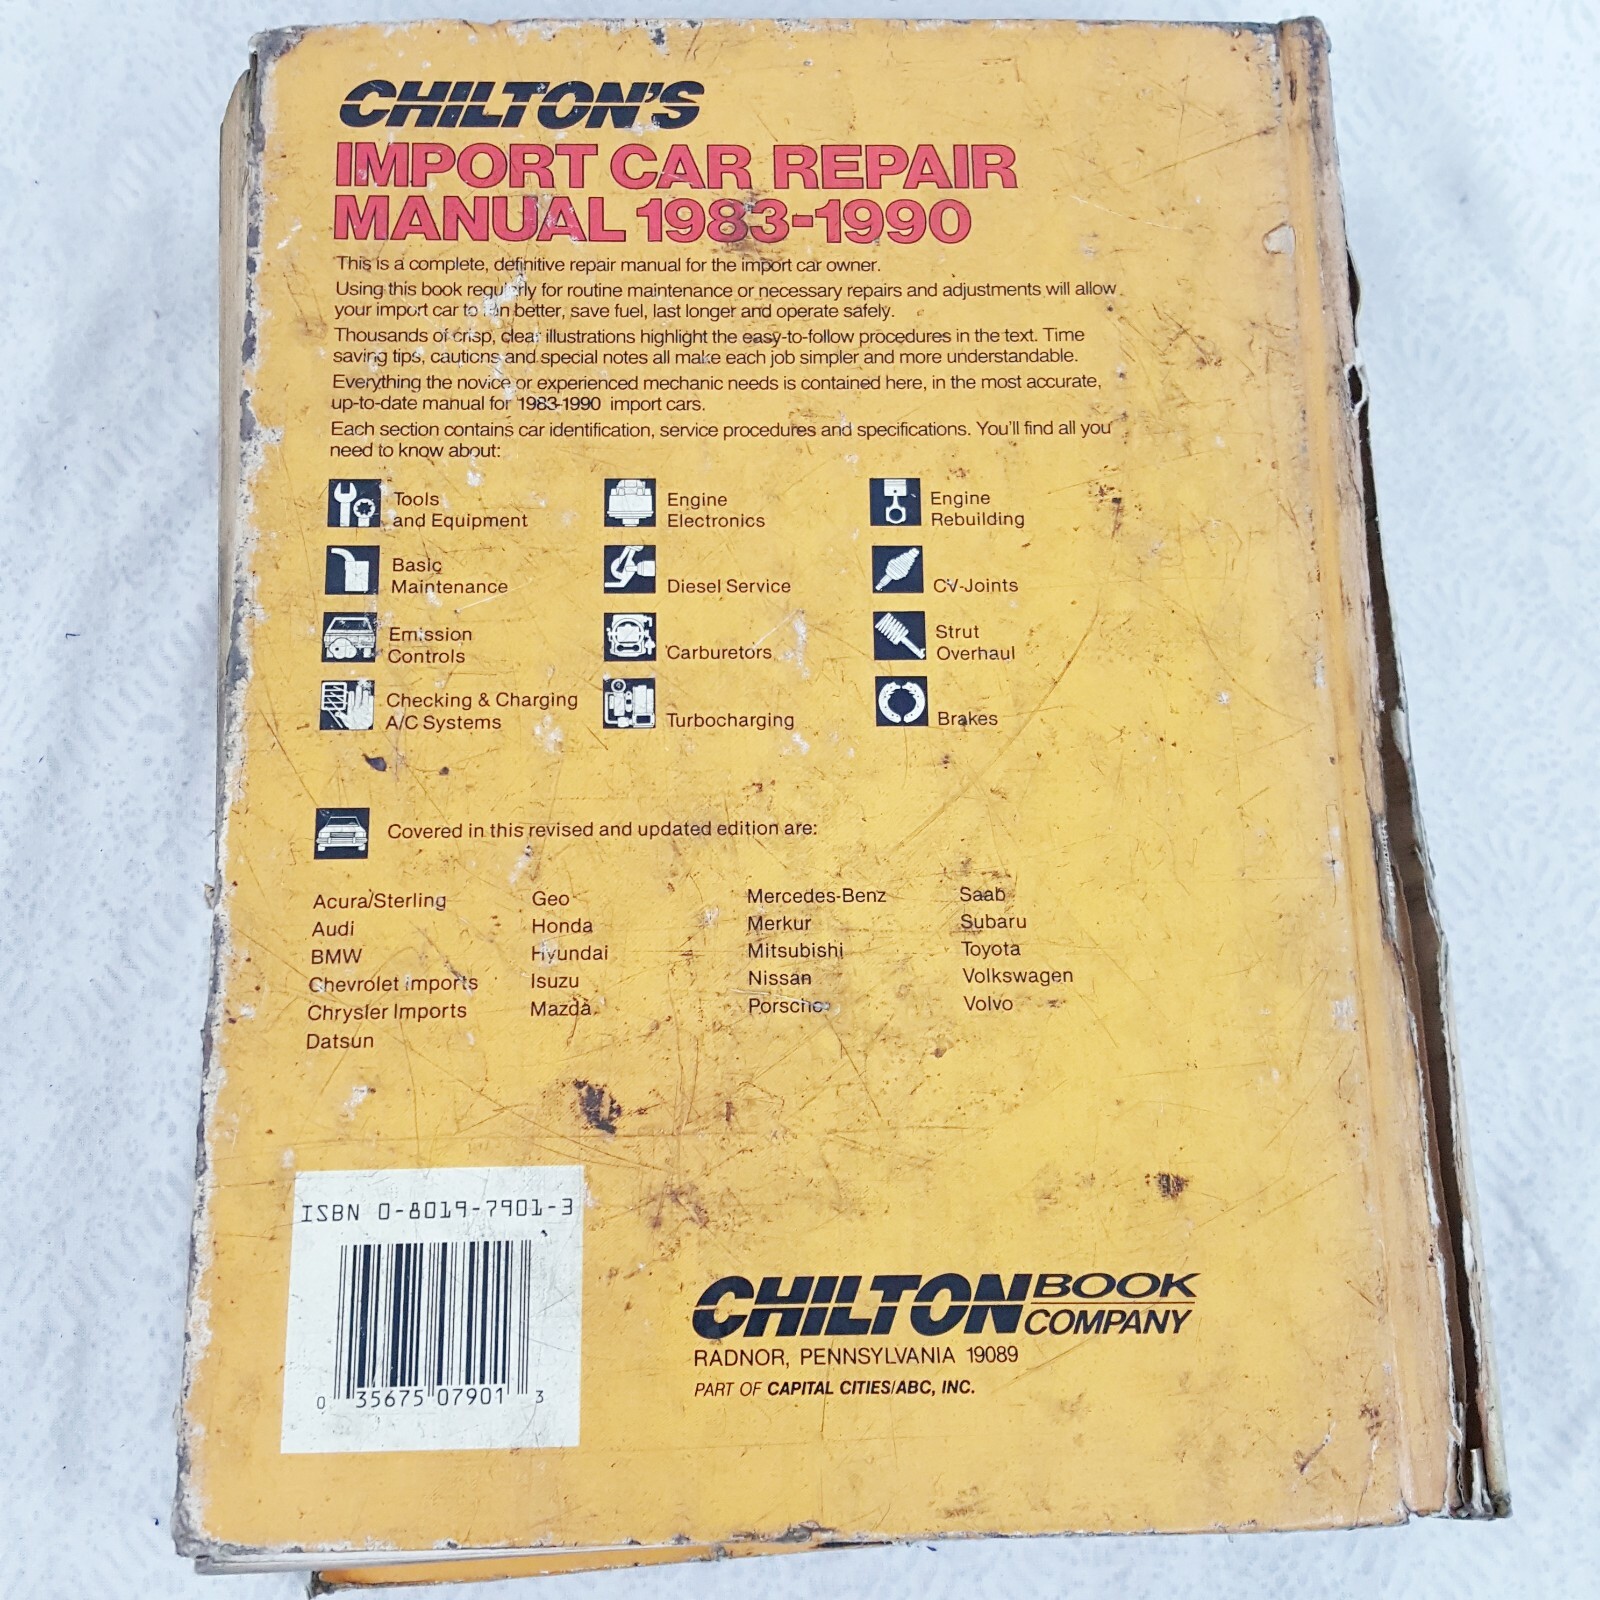 CHILTON'S
IMPORT CAR REPAIR
MANUAL 1983-1990
This is a complete, definitive repair manual for the import car owner.
Using this book regularly for routine maintenance or necessary repairs and adjustments will allow
your import car to run better, save fuel, last longer and operate safely.
Thousands of crisp, clear illustrations highlight the easy-to-follow procedures in the text. Time
saving tips, cautions and special notes all make each job simpler and more understandable.
Everything the novice or experienced mechanic needs is contained here, in the most accurate,
up-to-date manual for 1983-1990 import cars.
Each section contains car identification, service procedures and specifications. You'll find all you
need to know about:
Tools
and Equipment
Basic
Maintenance
Emission
Controls
Checking & Charging
A/C Systems
Engine
Electronics
Diesel Service
Carburetors
Turbocharging
Engine
Rebuilding
CV-Joints
Strut
Overhaul
Brakes
Covered in this revised and updated edition are:
Acura/Sterling
Audi
BMW
Chevrolet Imports
Chrysler Imports
Datsun
Geo
Honda
Hyundai
Isuzu
Mazda
Mercedes-Benz
Merkur
Mitsubishi
Nissan
Porsche
Saab
Subaru
Toyota
Volkswagen
Volvo
ISBN 0-8019-7901-3
0 35675 07901 3
CHILTON BOOK
COMPANY
RADNOR, PENNSYLVANIA 19089
PART OF CAPITAL CITIES/ABC, INC.